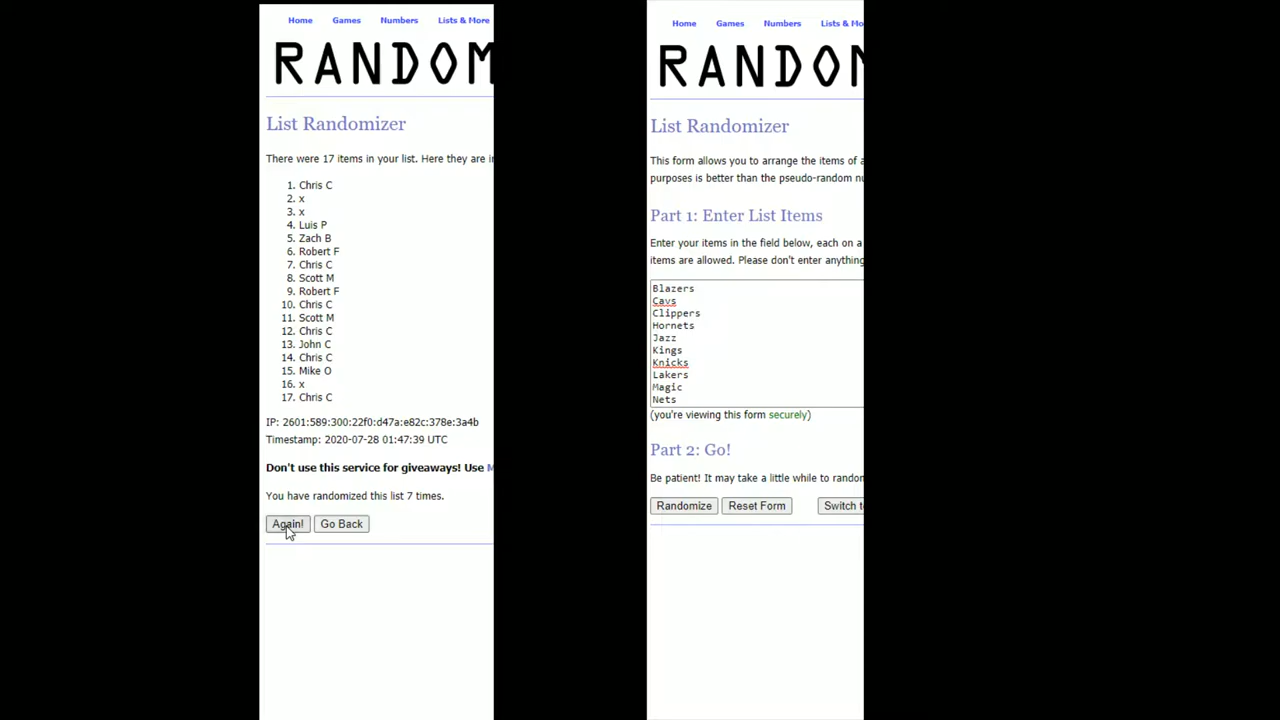 Home Games Numbers Lists & More
RANDOM
List Randomizer
There were 17 items in your list. Here they are in
1. Chris C
2. x
3. x
4. Luis P
5. Zach B
6. Robert F
7. Chris C
8. Scott M
9. Robert F
10. Chris C
11. Scott M
12. Chris C
13. John C
14. Chris C
15. Mike O
16. x
17. Chris C
IP: 2601:589:300:22f0:d47a:e82c:378e:3a4b
Timestamp: 2020-07-28 01:47:39 UTC
Don't use this service for giveaways! Use M
You have randomized this list 7 times.
Again! Go Back
Home Games Numbers Lists & Mo
RANDOM
List Randomizer
This form allows you to arrange the items of a
purposes is better than the pseudo-random nu
Part 1: Enter List Items
Enter your items in the field below, each on a
items are allowed. Please don't enter anything
Blazers
Cavs
Clippers
Hornets
Jazz
Kings
Knicks
Lakers
Magic
Nets
(you're viewing this form securely)
Part 2: Go!
Be patient! It may take a little while to random
Randomize Reset Form Switch to